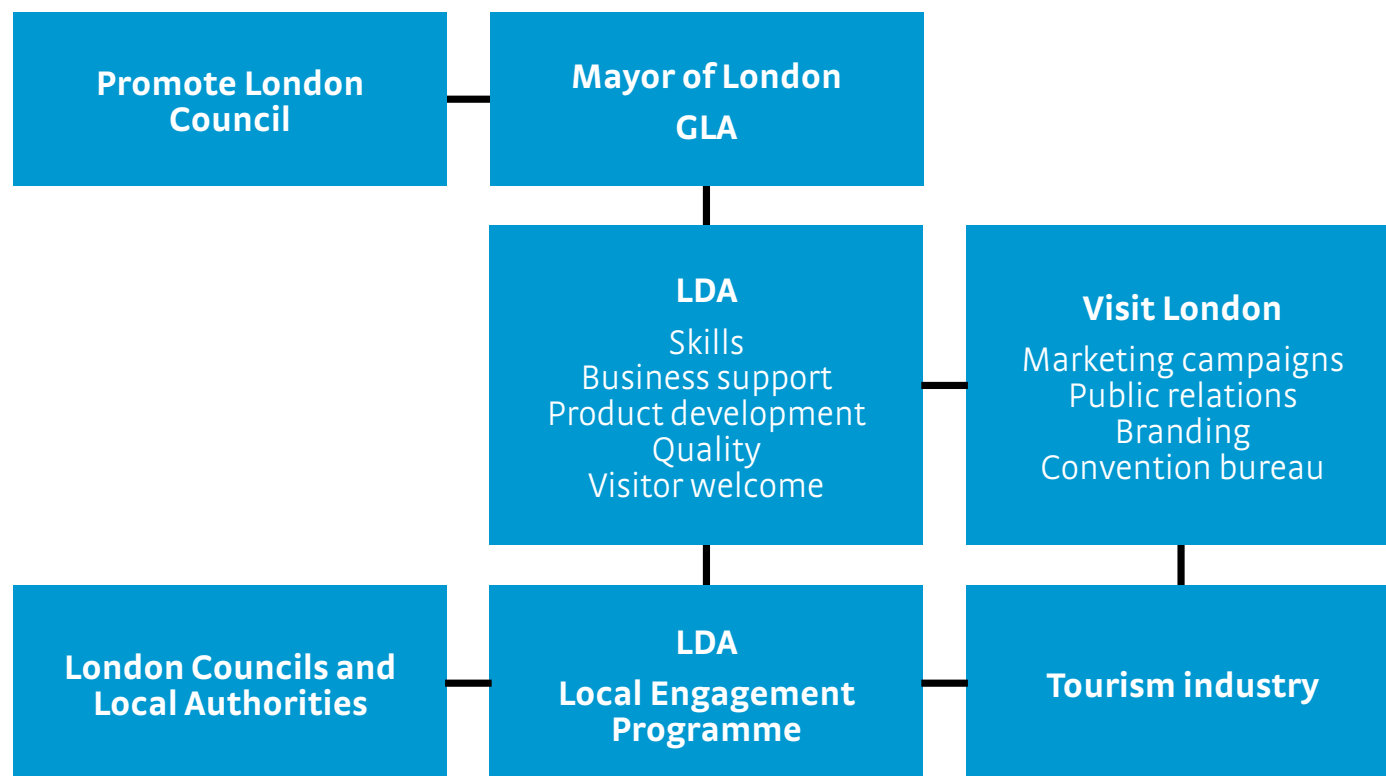 Promote London
Council
Mayor of London
GLA
LDA
Skills
Business support
Product development
Quality
Visitor welcome
Visit London
Marketing campaigns
Public relations
Branding
Convention bureau
London Councils and
Local Authorities
LDA
Local Engagement
Programme
Tourism industry